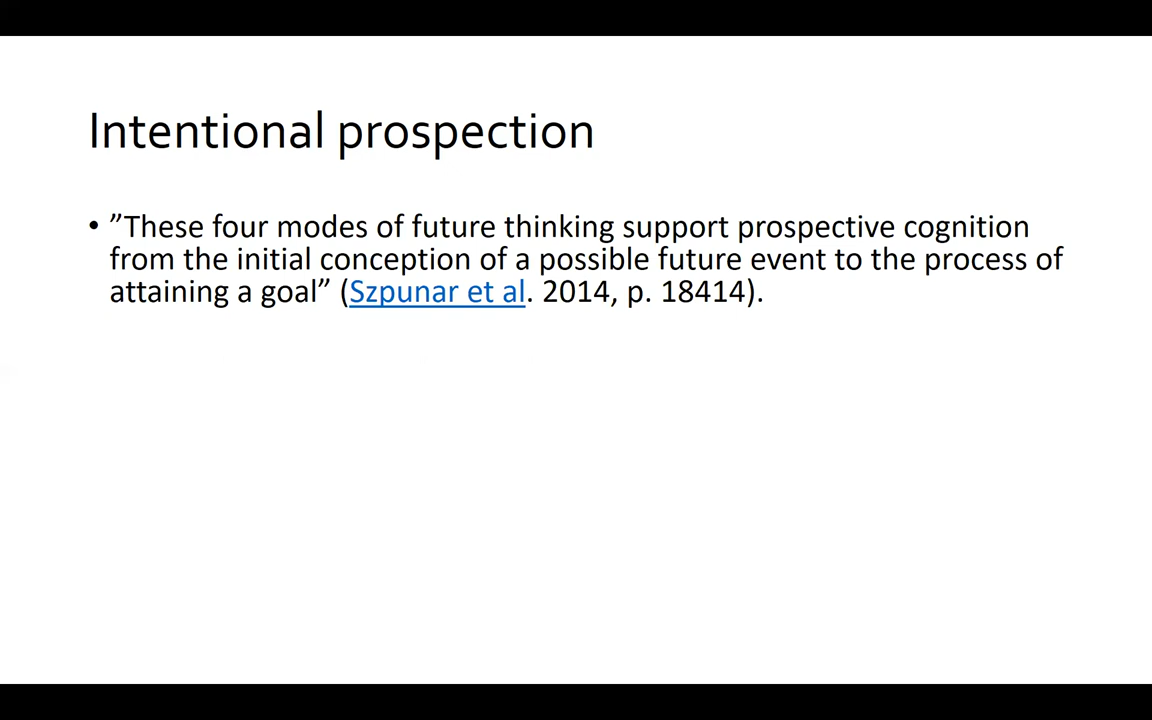 Intentional prospection
• ”These four modes of future thinking support prospective cognition
from the initial conception of a possible future event to the process of
attaining a goal” (Szpunar et al. 2014, p. 18414).